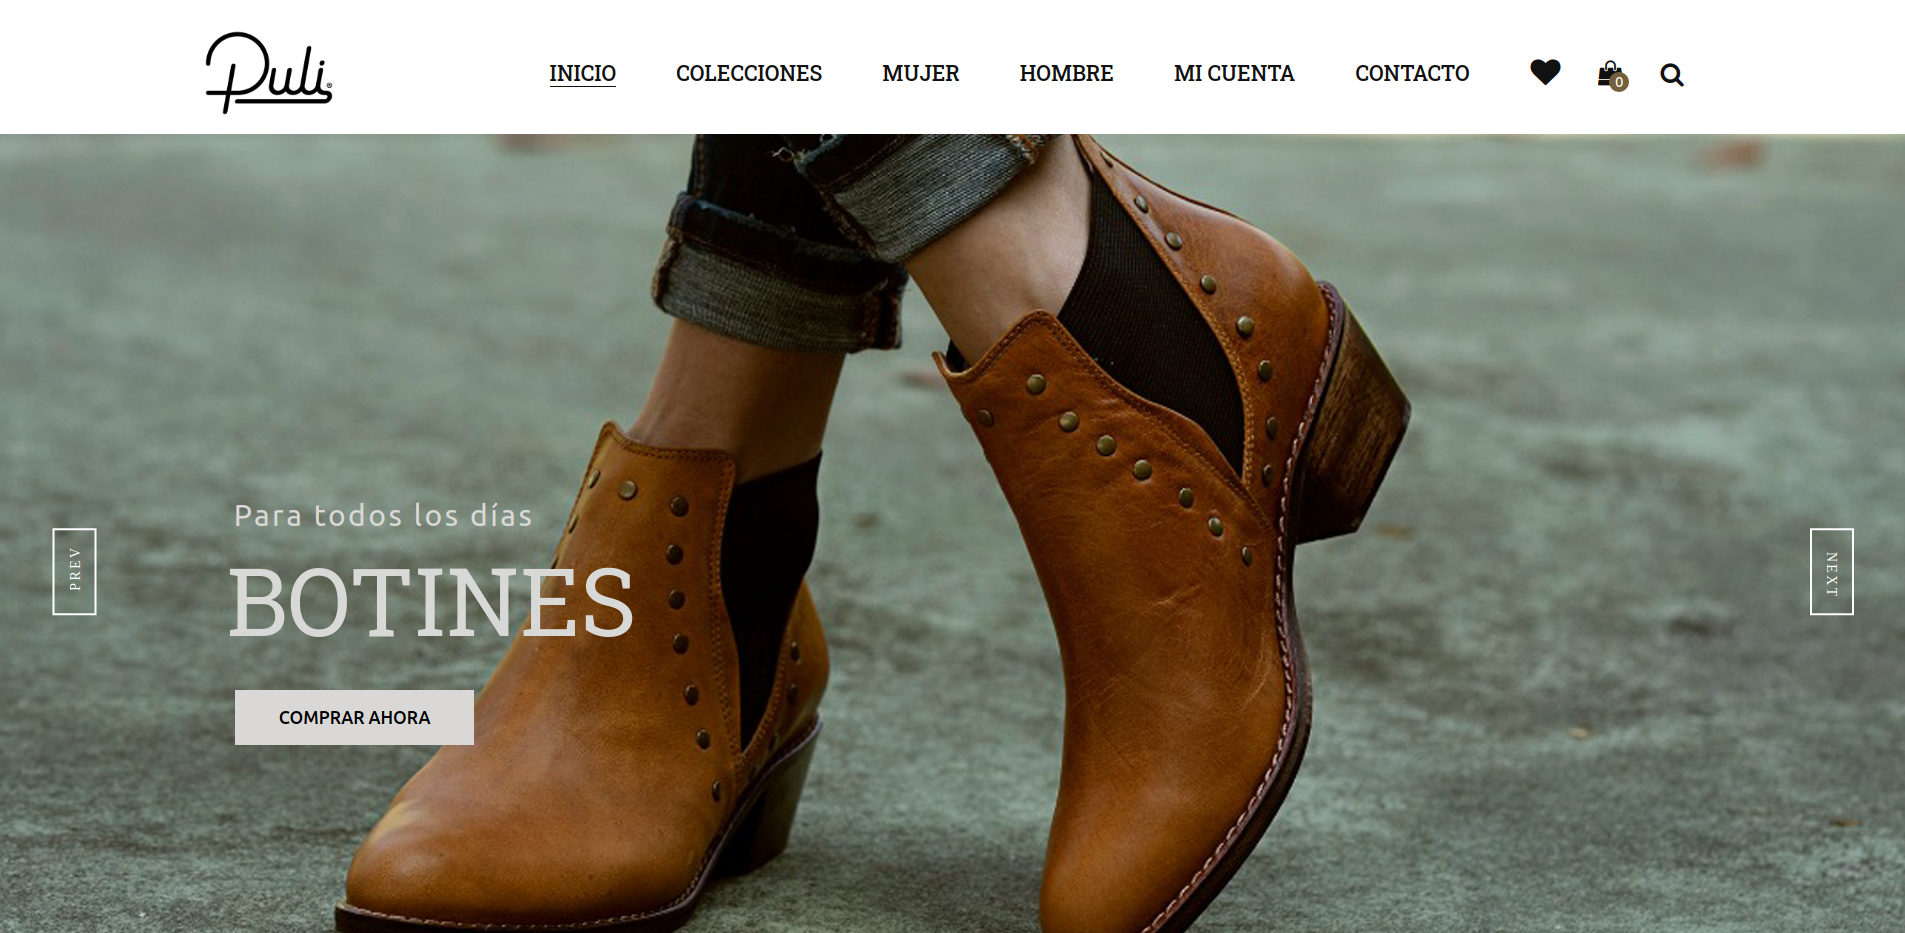 Puli®
INICIO COLECCIONES MUJER HOMBRE MI CUENTA CONTACTO
0
Para todos los días
PREV
NEXT
BOTINES
COMPRAR AHORA